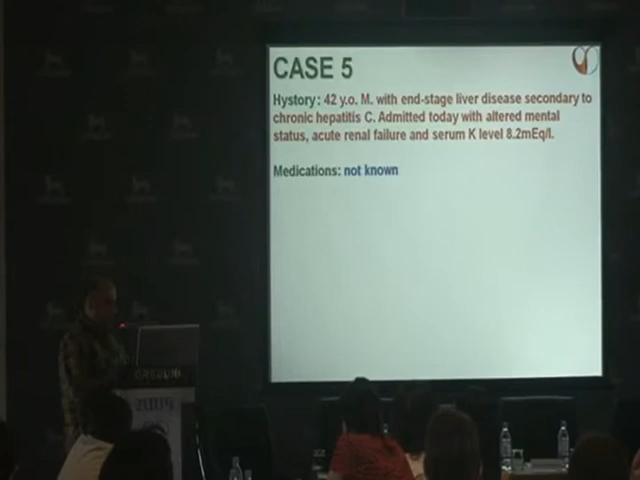 CASE 5
Hystory: 42 y.o. M. with end-stage liver disease secondary to
chronic hepatitis C. Admitted today with altered mental
status, acute renal failure and serum K level 8.2mEq/l.
Medications: not known
2009